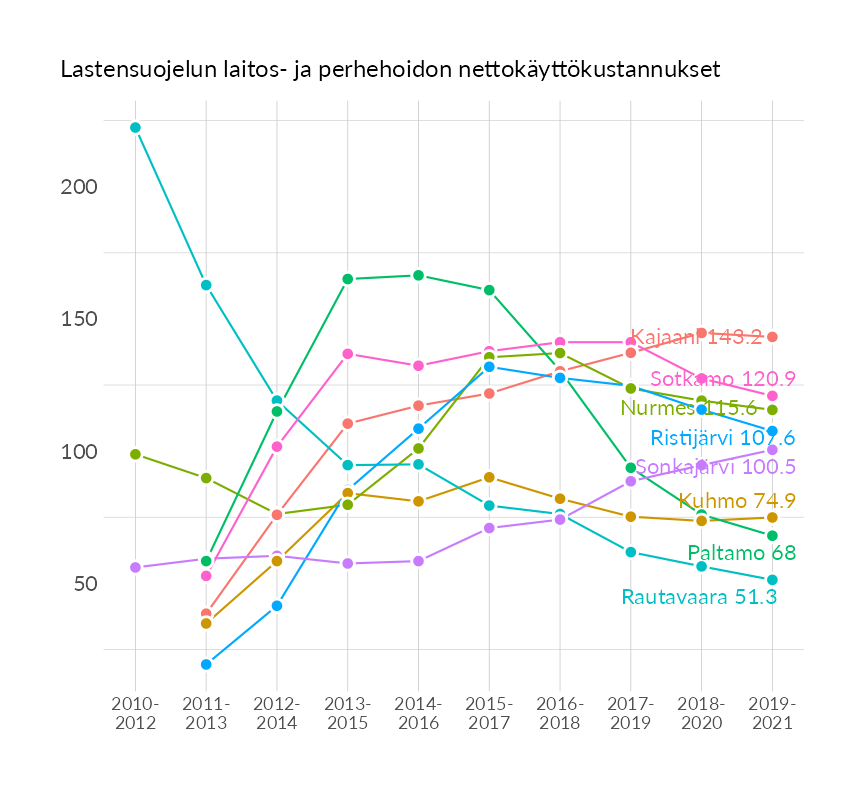 Lastensuojelun laitos- ja perhehoidon nettokäyttökustannukset
200
150
100
50
Kajaani 143.2
Sotkamo 120.9
Nurmes 115.6
Ristijärvi 107.6
Sonkajärvi 100.5
Kuhmo 74.9
Paltamo 68
Rautavaara 51.3
2010-2012
2011-2013
2012-2014
2013-2015
2014-2016
2015-2017
2016-2018
2017-2019
2018-2020
2019-2021